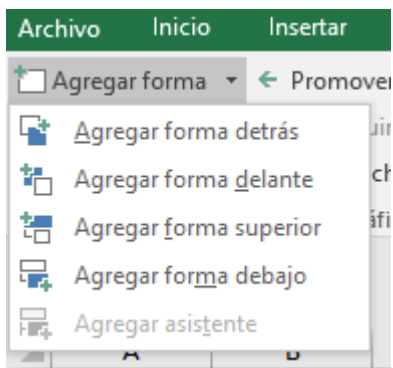 Archivo Inicio Insertar
Agregar forma Promover
Agregar forma detrás
Agregar forma delante
Agregar forma superior
Agregar forma debajo
Agregar asistente
A B